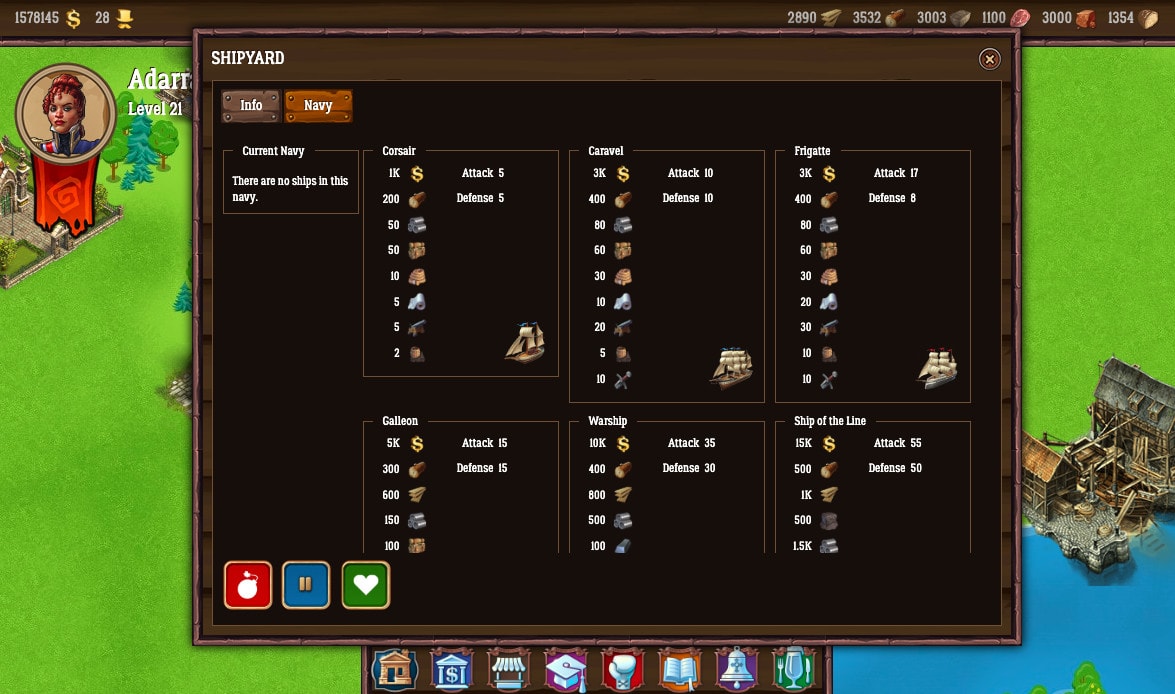 1578145 28 2890 3532 3003 1100 3000 1354
SHIPYARD
Level 21
Info Navy
Current Navy
There are no ships in this
navy.
Corsair
1K Attack 5
200 Defense 5
50
50
10
5
5
2
Caravel
3K Attack 10
400 Defense 10
80
60
30
10
20
5
10
Frigatte
3K Attack 17
400 Defense 8
80
60
30
20
30
10
10
Galleon
5K Attack 15
300 Defense 15
600
150
100
Warship
10K Attack 35
400 Defense 30
800
500
100
Ship of the Line
15K Attack 55
500 Defense 50
1K
500
1.5K